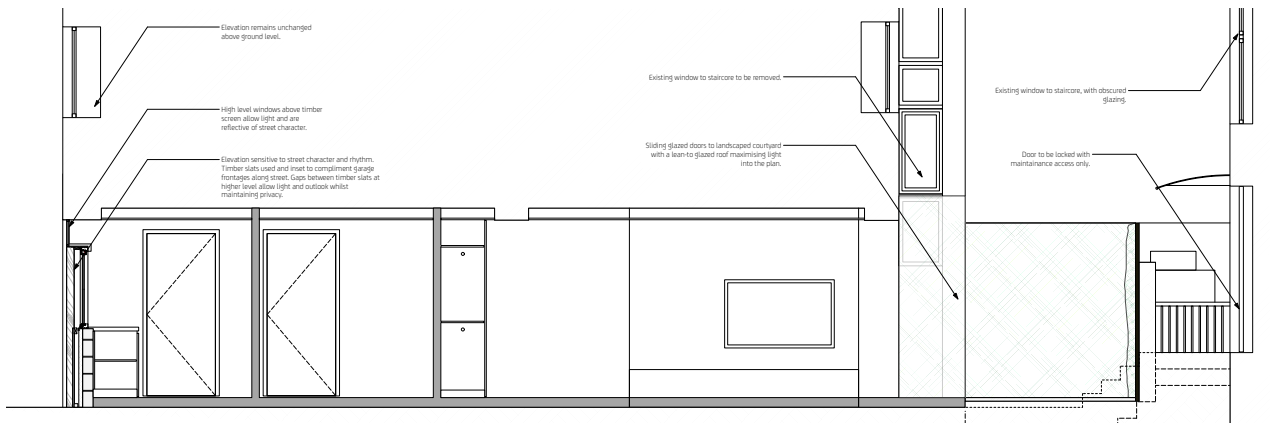 Elevation remains unchanged
above ground level.
High level windows above timber
screen allow light and are
reflective of street character.
Elevation sensitive to street character and rhythm.
Timber slats used and inset to compliment garage
frontages along street. Gaps between timber slats at
higher level allow light and outlook whilst
maintaining privacy.
Existing window to staircore to be removed.
Sliding glazed doors to landscaped courtyard
with a lean-to glazed roof maximising light
into the plan.
Existing window to staircore, with obscured
glazing.
Door to be locked with
maintainance access only.